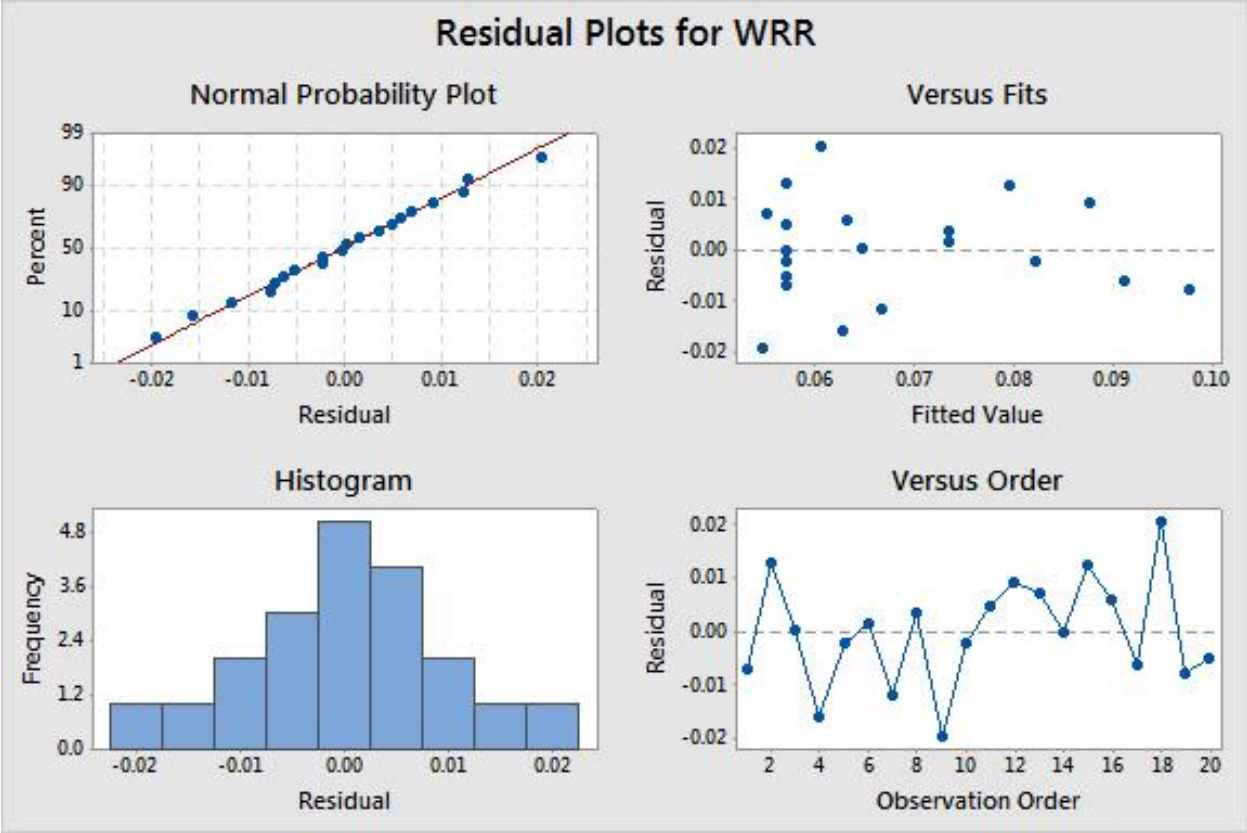 Residual Plots for WRR
Normal Probability Plot
99
90
50
10
1
Percent
-0.02 -0.01 0.00 0.01 0.02
Residual
Versus Fits
0.02
0.01
0.00
-0.01
-0.02
Residual
0.06 0.07 0.08 0.09 0.10
Fitted Value
Histogram
4.8
3.6
2.4
1.2
0.0
Frequency
-0.02 -0.01 0.00 0.01 0.02
Residual
Versus Order
0.02
0.01
0.00
-0.01
-0.02
Residual
2 4 6 8 10 12 14 16 18 20
Observation Order